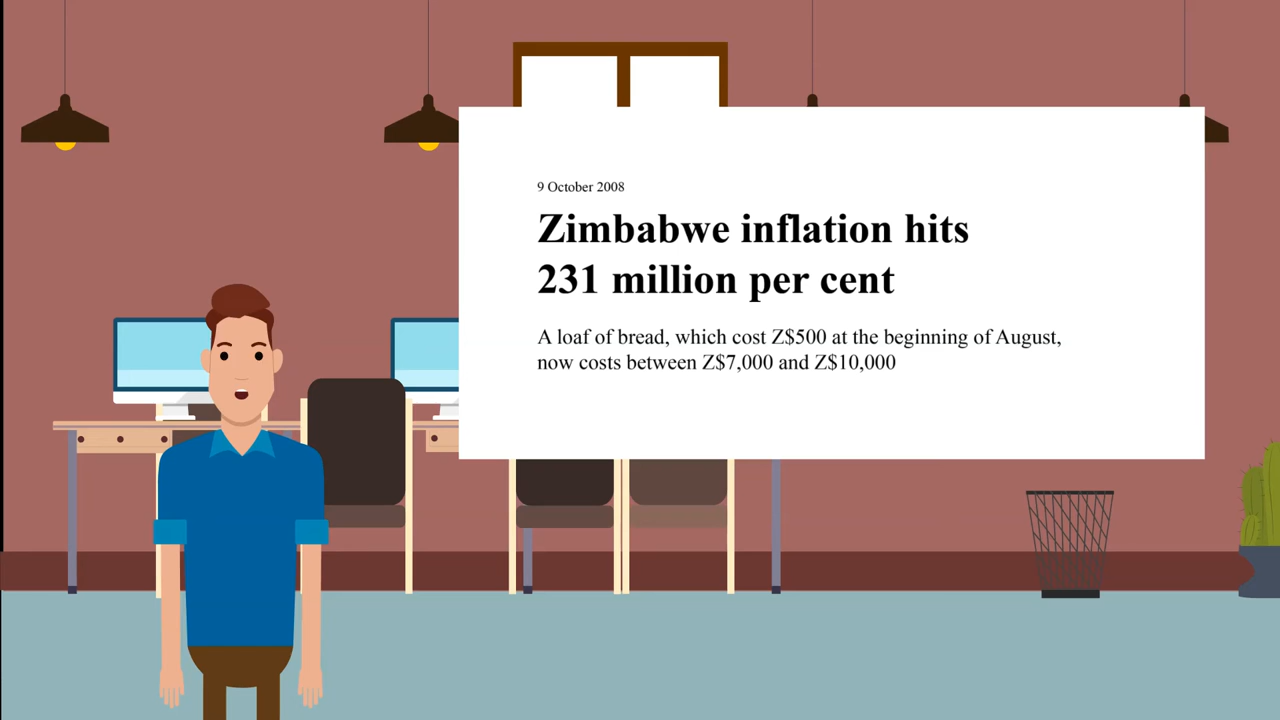 9 October 2008
Zimbabwe inflation hits
231 million per cent
A loaf of bread, which cost Z$500 at the beginning of August,
now costs between Z$7,000 and Z$10,000